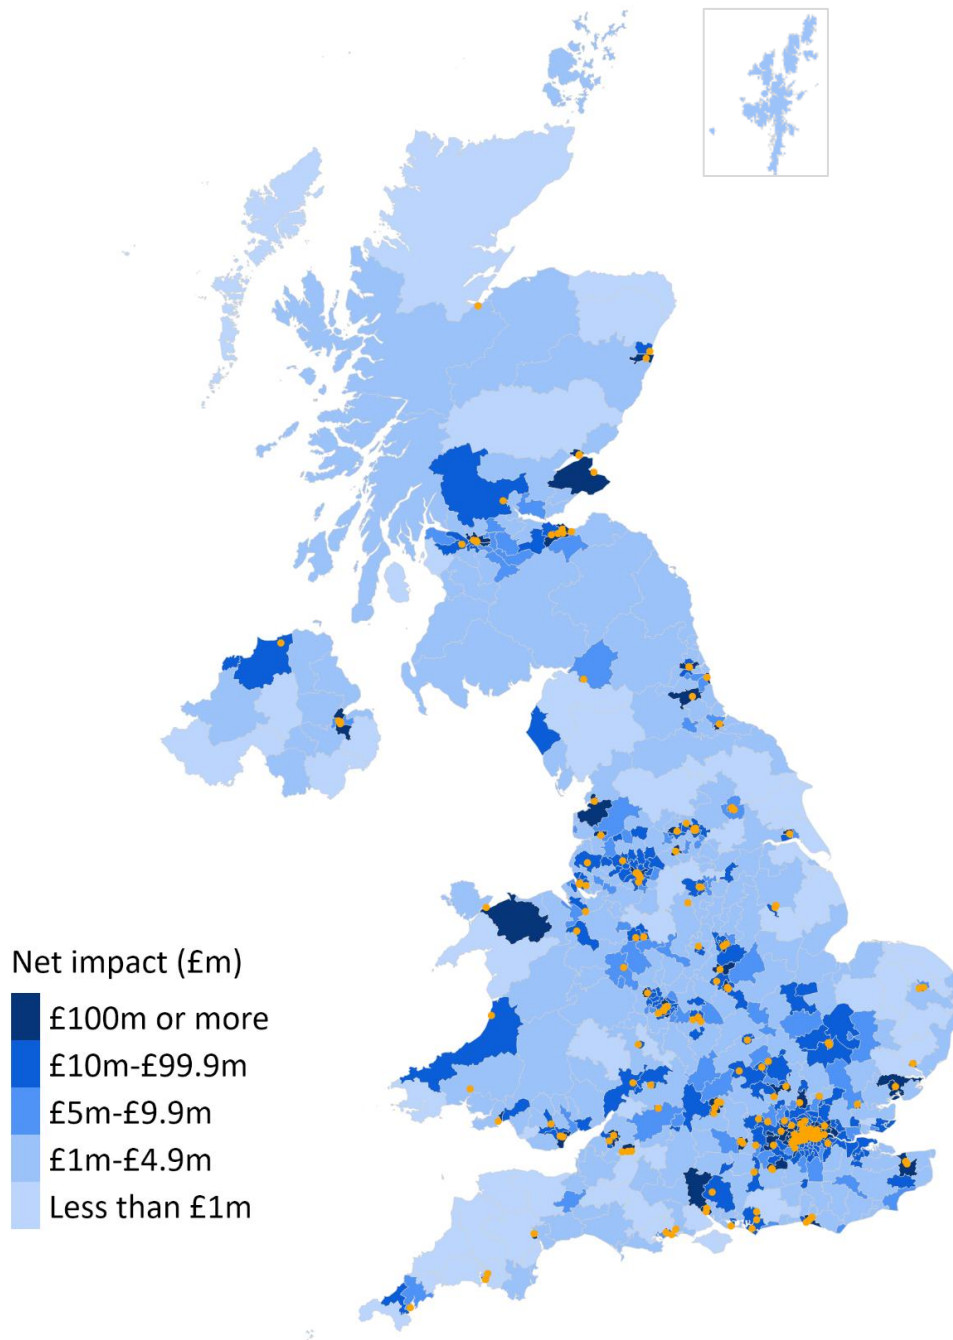 Net impact (£m)
£100m or more
£10m-£99.9m
£5m-£9.9m
£1m-£4.9m
Less than £1m